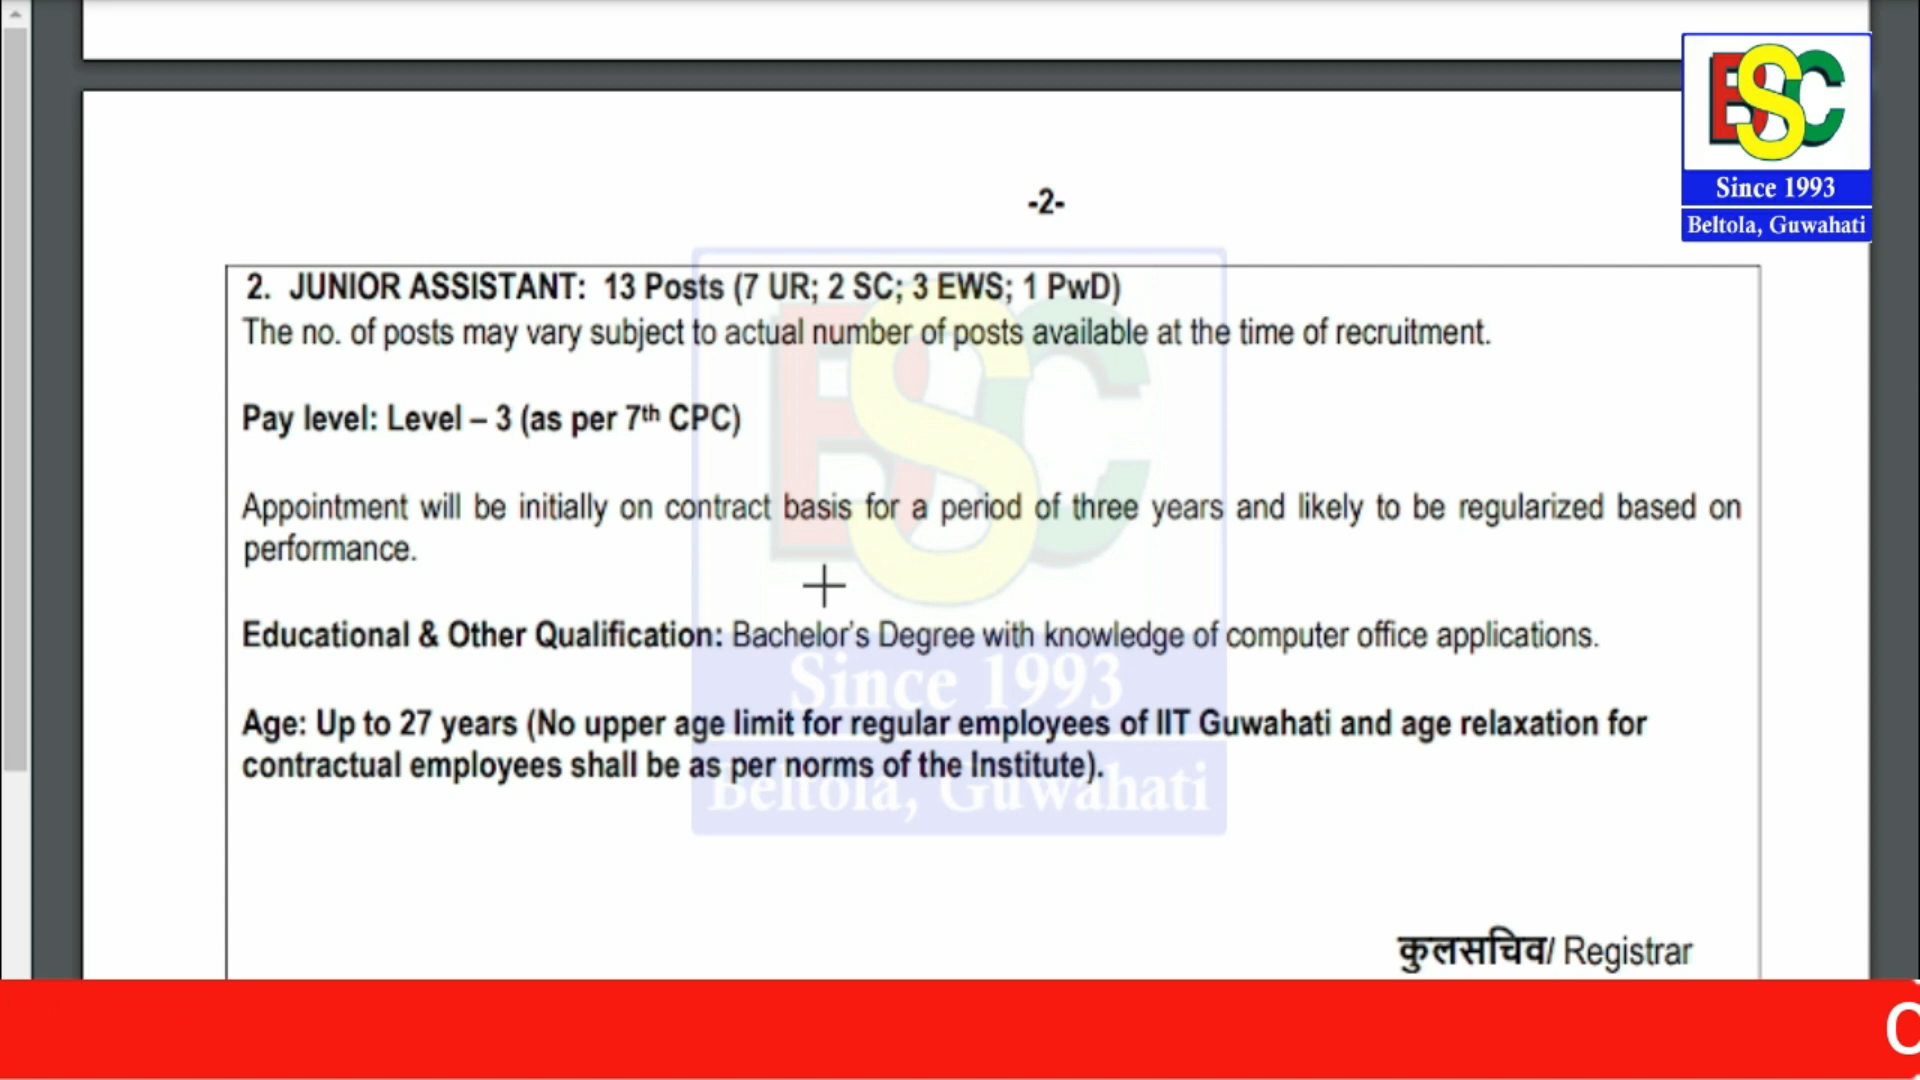 BSC
Since 1993
Beltola, Guwahati
-2-
2. JUNIOR ASSISTANT: 13 Posts (7 UR; 2 SC; 3 EWS; 1 PwD)
The no. of posts may vary subject to actual number of posts available at the time of recruitment.
Pay level: Level – 3 (as per 7th CPC)
Appointment will be initially on contract basis for a period of three years and likely to be regularized based on
performance.
Educational & Other Qualification: Bachelor's Degree with knowledge of computer office applications.
Age: Up to 27 years (No upper age limit for regular employees of IIT Guwahati and age relaxation for
contractual employees shall be as per norms of the Institute).
BSC
Since 1993
Beltola, Guwahati
कुलसचिव/ Registrar